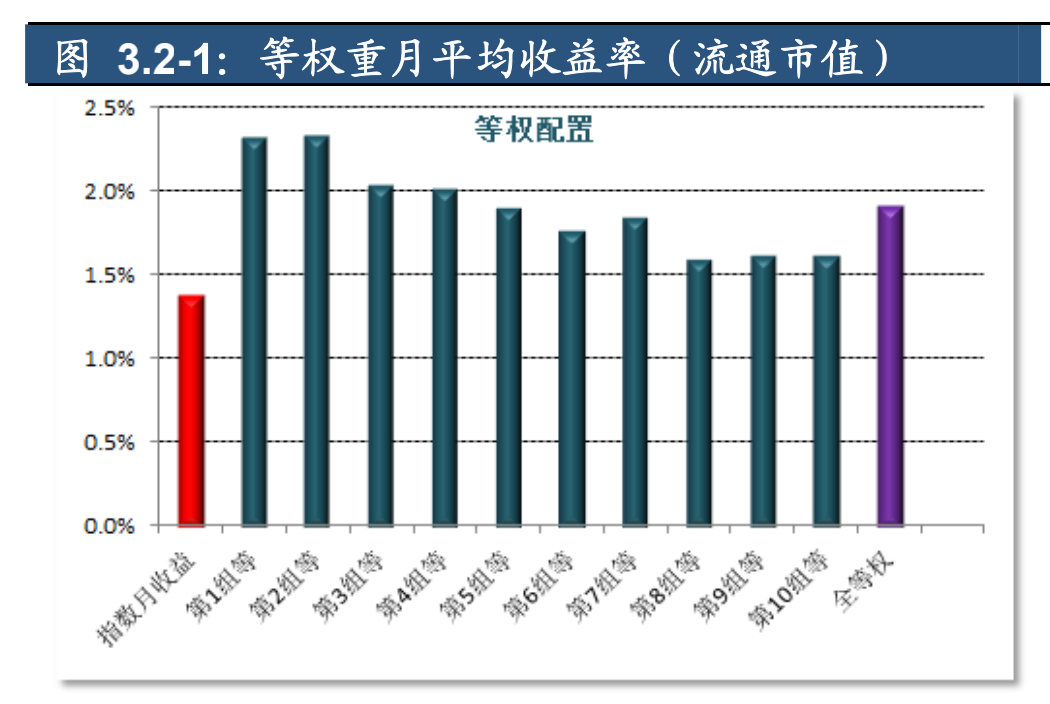 图 3.2-1: 等权重月平均收益率（流通市值）
等权配置
2.5%
2.0%
1.5%
1.0%
0.5%
0.0%
指数月收益
第1组等
第2组等
第3组等
第4组等
第5组等
第6组等
第7组等
第8组等
第9组等
第10组等
全等权